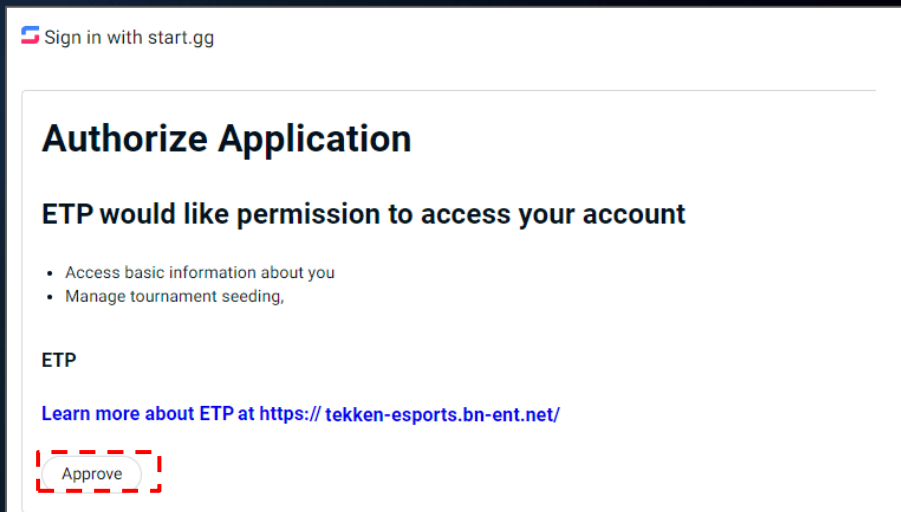 Sign in with start.gg
Authorize Application
ETP would like permission to access your account
• Access basic information about you
• Manage tournament seeding,
ETP
Learn more about ETP at https:// tekken-esports.bn-ent.net/
Approve